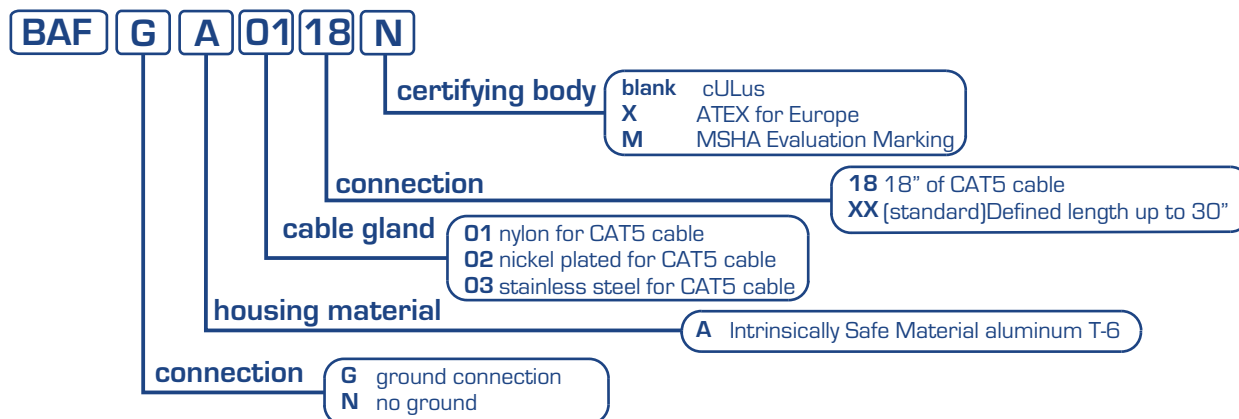 BAF G A 01 18 N
certifying body
blank cULus
X ATEX for Europe
M MSHA Evaluation Marking
connection
18 18” of CAT5 cable
XX (standard)Defined length up to 30”
cable gland
01 nylon for CAT5 cable
02 nickel plated for CAT5 cable
03 stainless steel for CAT5 cable
housing material
A Intrinsically Safe Material aluminum T-6
connection
G ground connection
N no ground